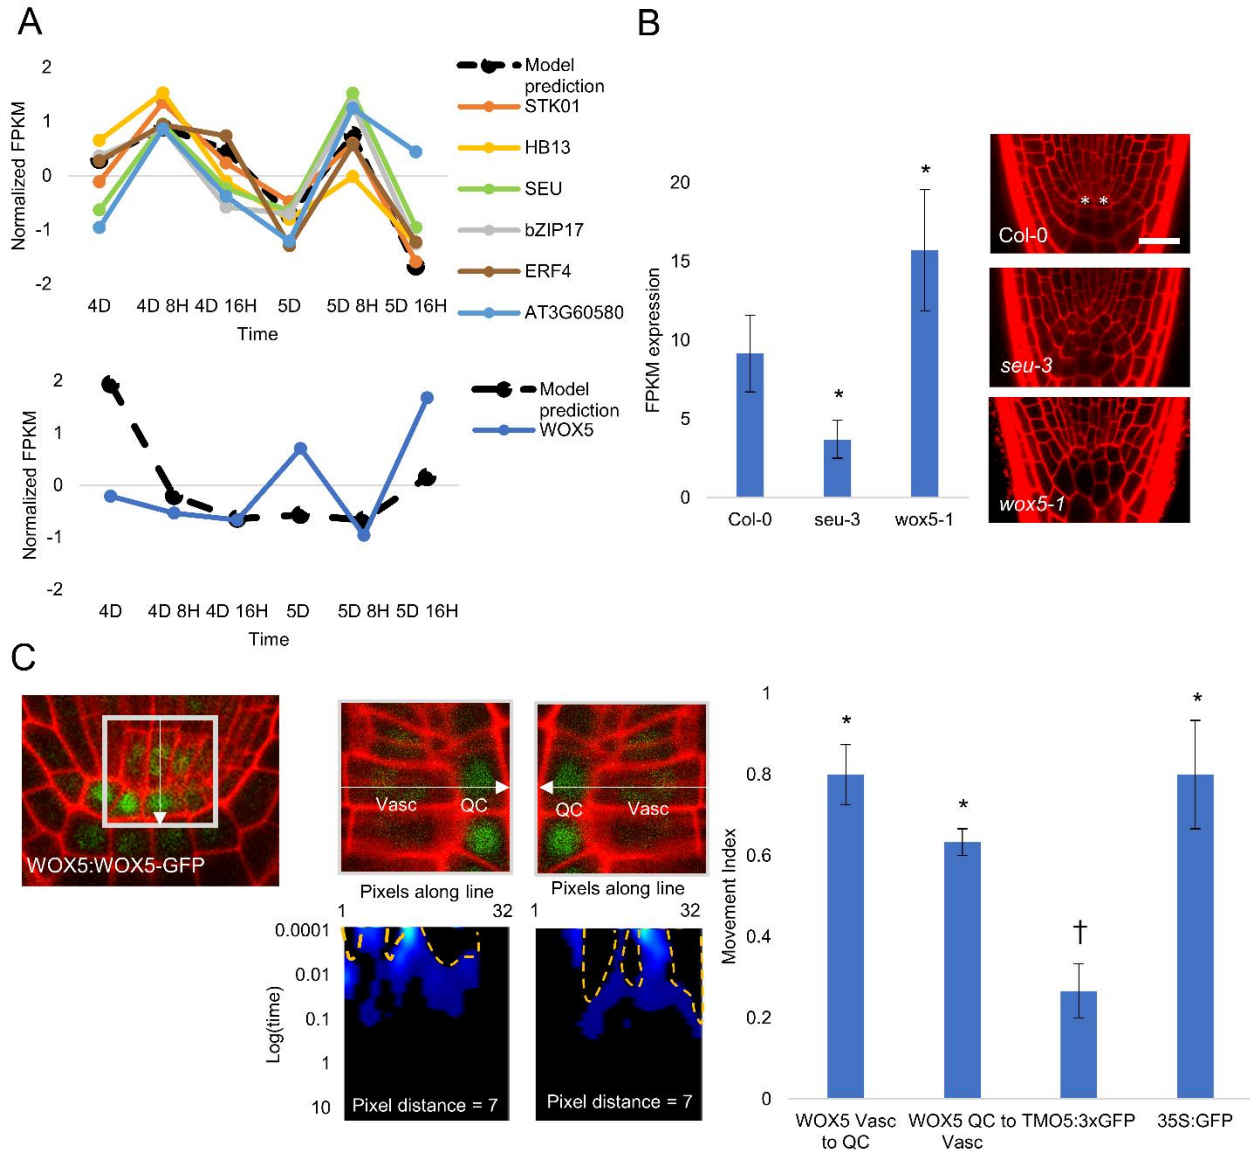 A
Normalized FPKM
2
1
0
-1
-2
4D 4D 8H 4D 16H 5D 5D 8H 5D 16H
Time
Model
prediction
STK01
HB13
SEU
bZIP17
ERF4
AT3G60580
Normalized FPKM
2
1
0
-1
-2
4D 4D 8H 4D 16H 5D 5D 8H 5D 16H
Time
Model
prediction
WOX5
B
FPKM expression
20
15
10
5
0
*
*
Col-0 seu-3 wox5-1
* *
Col-0
seu-3
wox5-1
C
WOX5:WOX5-GFP
Vasc QC
QC Vasc
Pixels along line
1 32
Pixels along line
1 32
Log(time)
0.0001
0.01
0.1
1
10
Pixel distance = 7
Pixel distance = 7
Movement Index
1
0.8
0.6
0.4
0.2
0
*
*
†
*
WOX5 Vasc
to QC
WOX5 QC to
Vasc
TMO5:3xGFP
35S:GFP